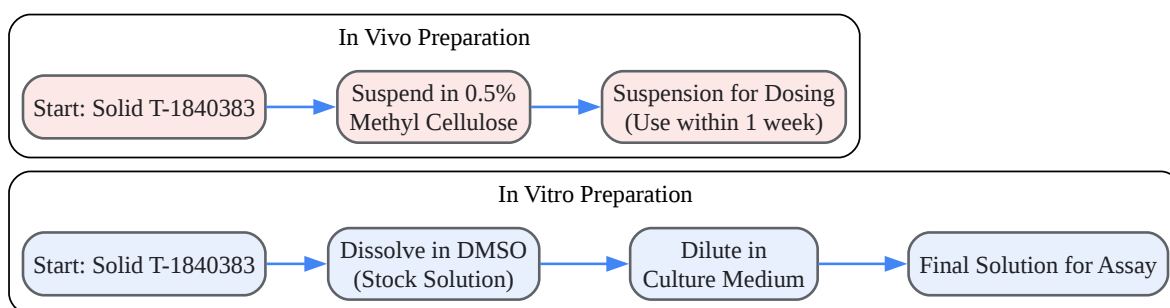 In Vivo Preparation
Start: Solid T-1840383
Suspend in 0.5%
Methyl Cellulose
Suspension for Dosing
(Use within 1 week)
In Vitro Preparation
Start: Solid T-1840383
Dissolve in DMSO
(Stock Solution)
Dilute in
Culture Medium
Final Solution for Assay